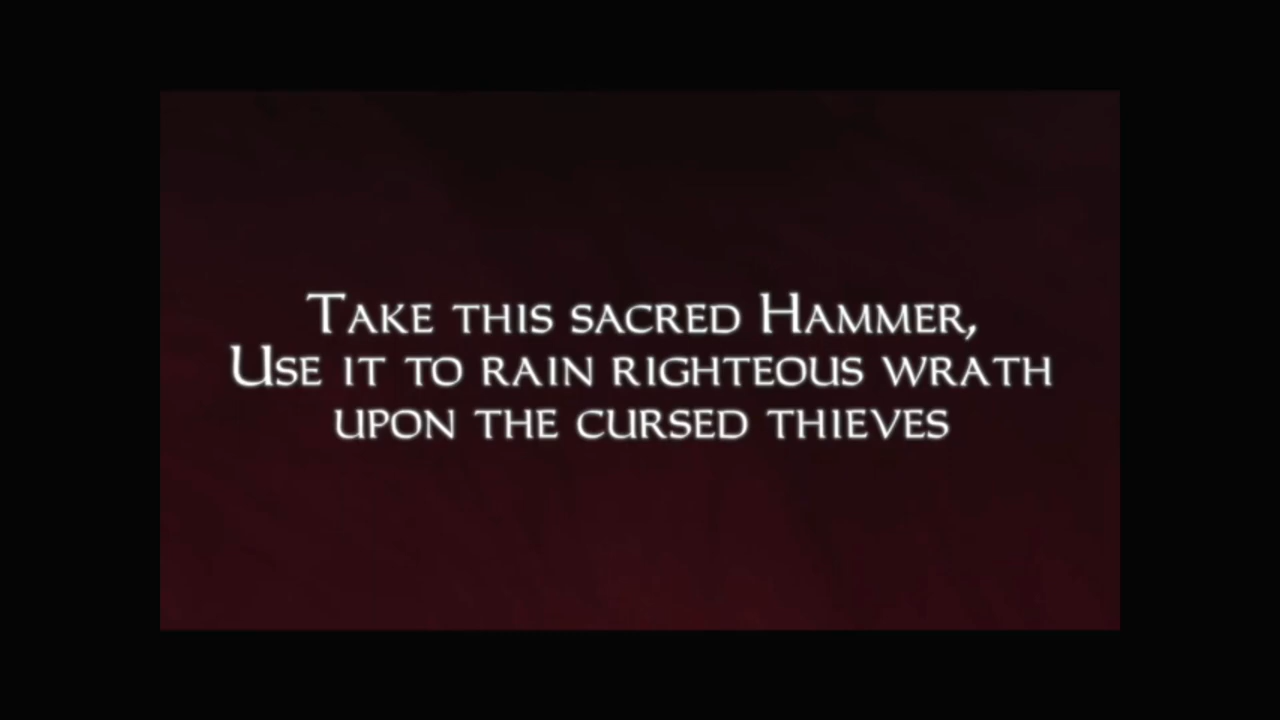 Take this sacred Hammer,
Use it to rain righteous wrath
upon the cursed thieves